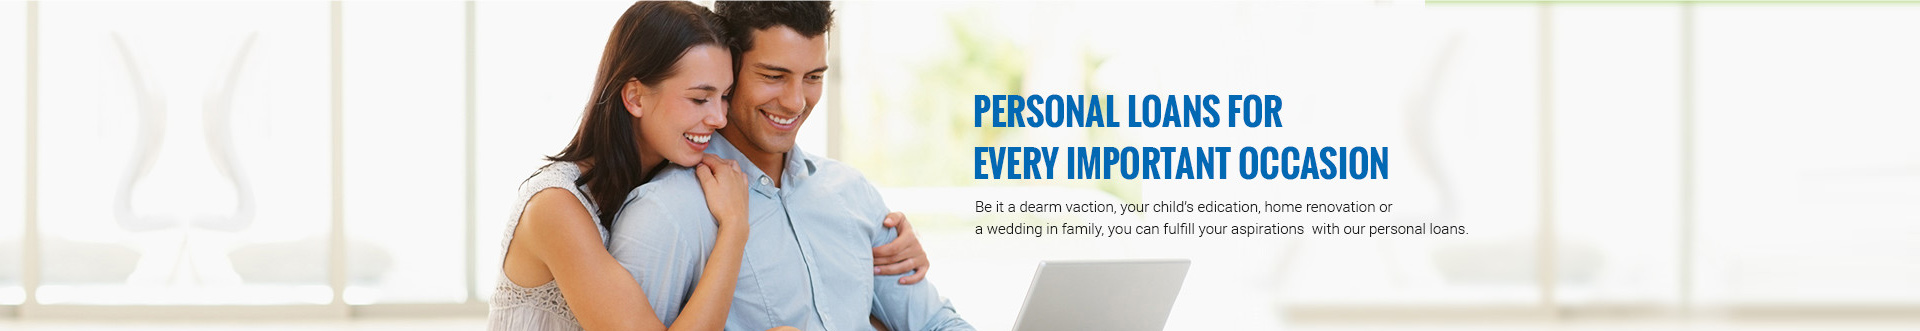 PERSONAL LOANS FOR
EVERY IMPORTANT OCCASION
Be it a dearm vaction, your child's edication, home renovation or
a wedding in family, you can fulfill your aspirations  with our personal loans.